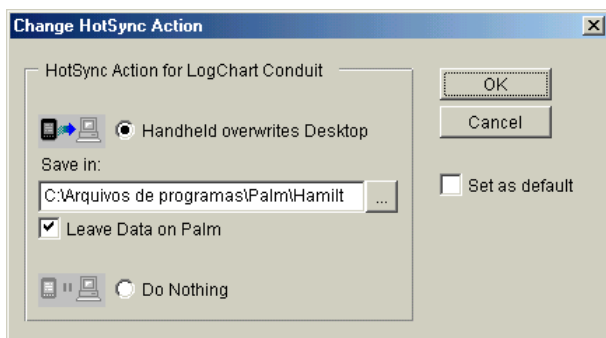 Change HotSync Action
HotSync Action for LogChart Conduit
Handheld overwrites Desktop
Save in:
C:\Arquivos de programas\Palm\Hamilt
...
Leave Data on Palm
Do Nothing
OK
Cancel
Set as default